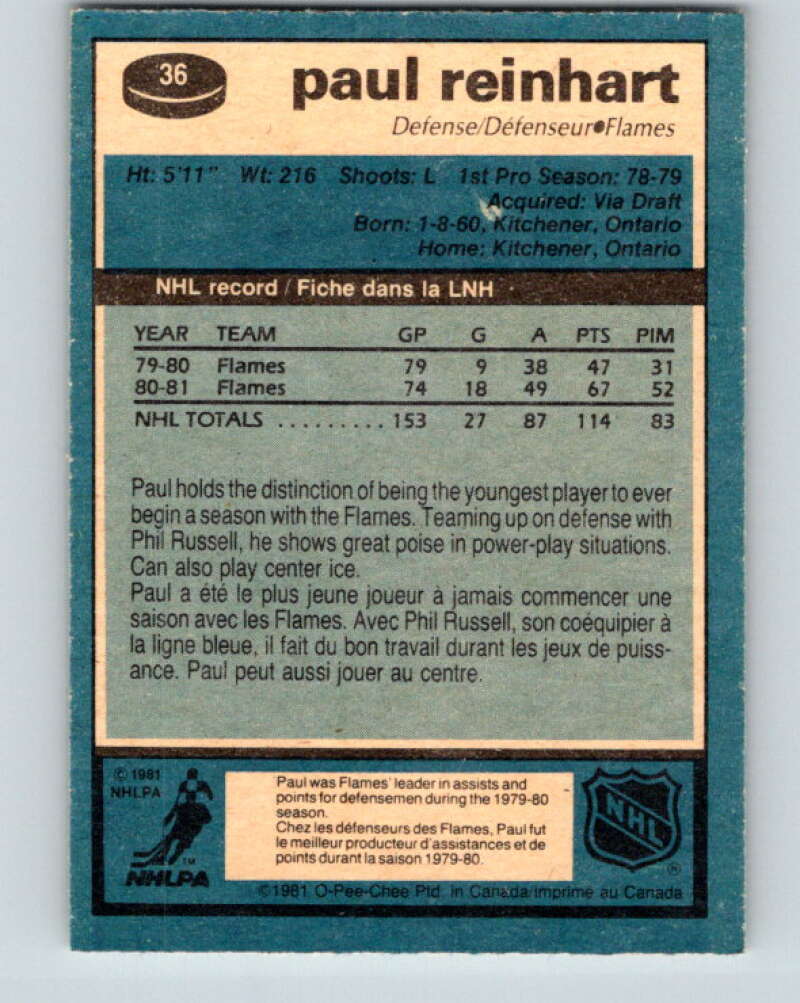 36
paul reinhart
Defense/Défenseur•Flames
Ht: 5'11" Wt: 216 Shoots: L 1st Pro Season: 78-79
Acquired: Via Draft
Born: 1-8-60, Kitchener, Ontario
Home: Kitchener, Ontario
NHL record / Fiche dans la LNH
YEAR TEAM GP G A PTS PIM
79-80 Flames 79 9 38 47 31
80-81 Flames 74 18 49 67 52
NHL TOTALS .......... 153 27 87 114 83
Paul holds the distinction of being the youngest player to ever
begin a season with the Flames. Teaming up on defense with
Phil Russell, he shows great poise in power-play situations.
Can also play center ice.
Paul a été le plus jeune joueur à jamais commencer une
saison avec les Flames. Avec Phil Russell, son coéquipier à
la ligne bleue, il fait du bon travail durant les jeux de puiss-
ance. Paul peut aussi jouer au centre.
© 1981
NHLPA
TM
NHLPA
Paul was Flames' leader in assists and
points for defensemen during the 1979-80
season.
Chez les défenseurs des Flames, Paul fut
le meilleur producteur d'assistances et de
points durant la saison 1979-80.
NHL
®
©1981 O-Pee-Chee Ptd. in Canada/imprime au Canada